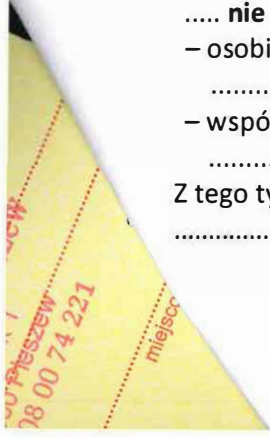 ..... nie
– osobi
..........
– wspó
..........
Z tego ty
................
Pleszew
08 00 74 221
miejsc